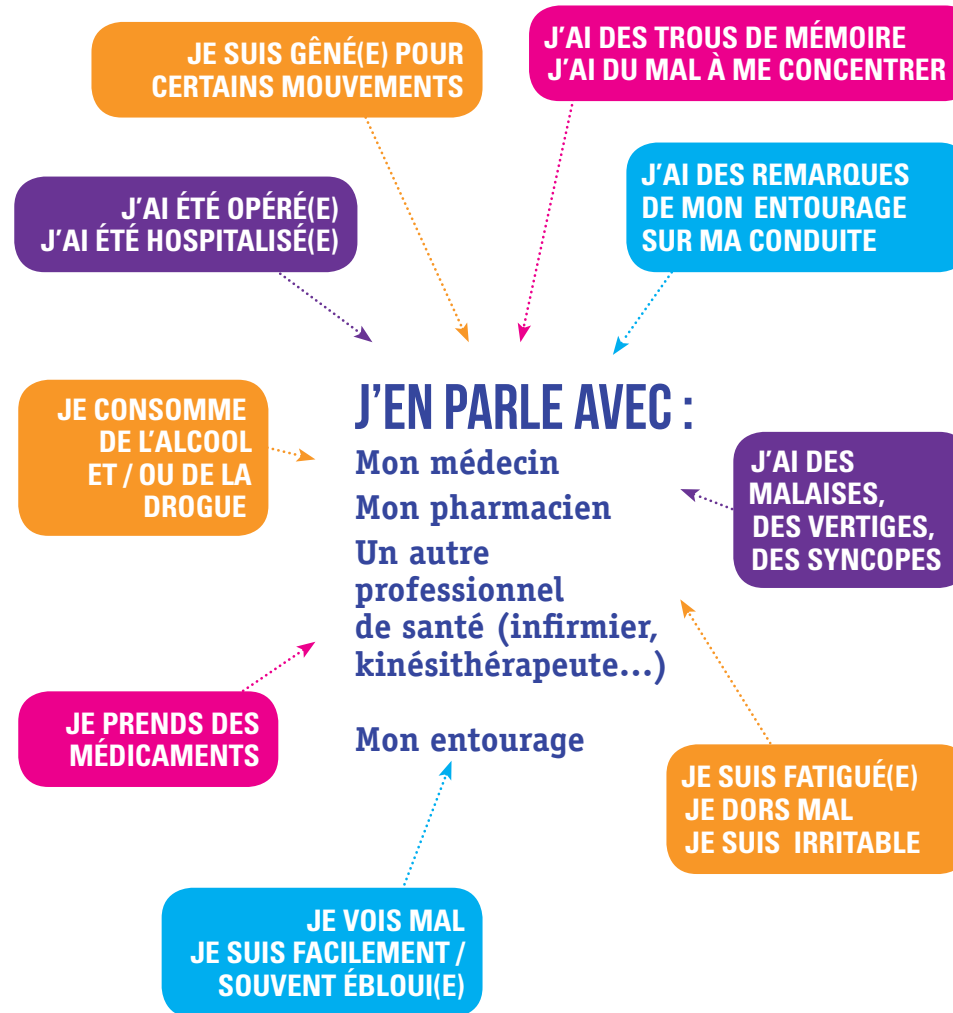 JE SUIS GÊNÉ(E) POUR
CERTAINS MOUVEMENTS
J'AI DES TROUS DE MÉMOIRE
J'AI DU MAL À ME CONCENTRER
J'AI DES REMARQUES
DE MON ENTOURAGE
SUR MA CONDUITE
J'AI ÉTÉ OPÉRÉ(E)
J'AI ÉTÉ HOSPITALISÉ(E)
J'EN PARLE AVEC :
Mon médecin
Mon pharmacien
Un autre
professionnel
de santé (infirmier,
kinésithérapeute...)
Mon entourage
JE CONSOMME
DE L'ALCOOL
ET / OU DE LA
DROGUE
J'AI DES
MALAISES,
DES VERTIGES,
DES SYNCOPES
JE PRENDS DES
MÉDICAMENTS
JE SUIS FATIGUÉ(E)
JE DORS MAL
JE SUIS IRRITABLE
JE VOIS MAL
JE SUIS FACILEMENT /
SOUVENT ÉBLOUI(E)